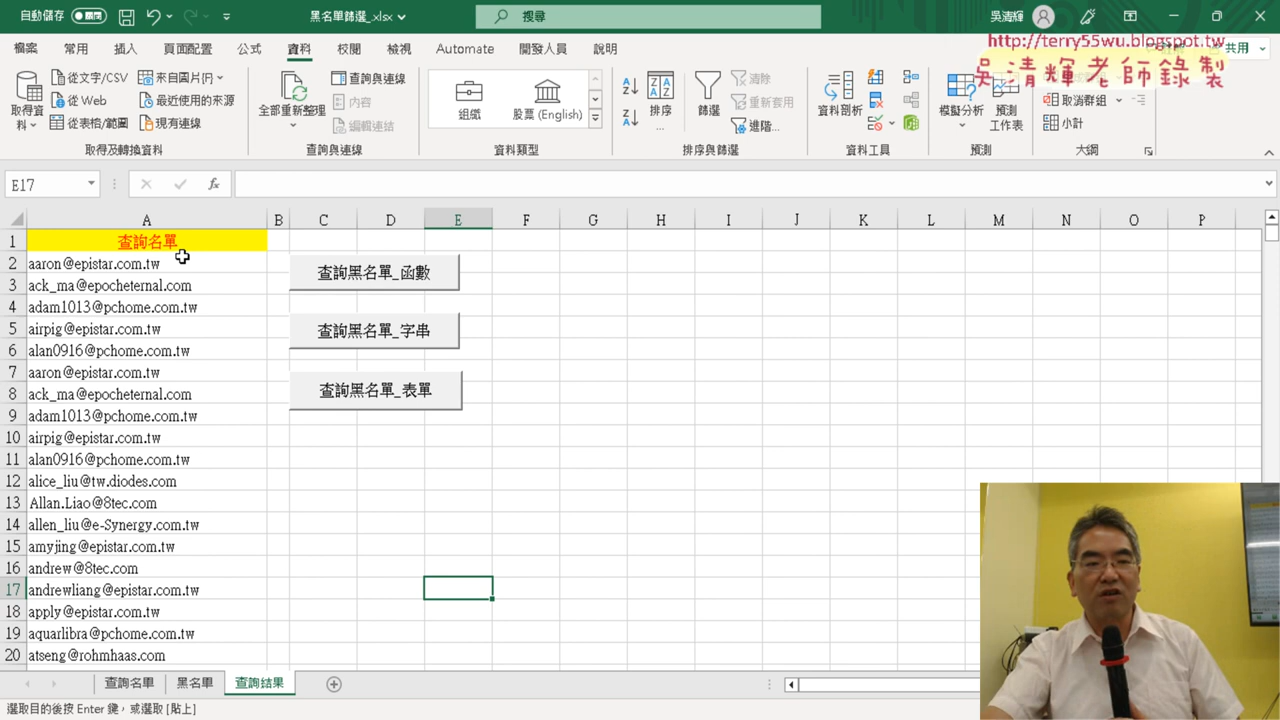 自動儲存
黑名單篩選_.xlsx
搜尋
吳清輝
檔案 常用 插入 頁面配置 公式 資料 校閱 檢視 Automate 開發人員 說明
http://terry55wu.blogspot.tw
共用
吳清輝老師錄製
取得資料
從文字/CSV
從 Web
從表格/範圍
來自圖片(F)
最近使用的來源
現有連線
取得及轉換資料
全部重新整理
查詢與連線
內容
編輯連結
查詢與連線
組織
股票 (English)
資料類型
排序
...
篩選
清除
重新套用
進階...
排序與篩選
資料剖析
資料工具
模擬分析
預測工作表
預測
取消群組
小計
大綱
E17
fx
A B C D E F G H I J K L M N O P
1 查詢名單
2 aaron@epistar.com.tw
3 ack_ma@epocheternal.com
4 adam1013@pchome.com.tw
5 airpig@epistar.com.tw
6 alan0916@pchome.com.tw
7 aaron@epistar.com.tw
8 ack_ma@epocheternal.com
9 adam1013@pchome.com.tw
10 airpig@epistar.com.tw
11 alan0916@pchome.com.tw
12 alice_liu@tw.diodes.com
13 Allan.Liao@8tec.com
14 allen_liu@e-Synergy.com.tw
15 amyjing@epistar.com.tw
16 andrew@8tec.com
17 andrewliang@epistar.com.tw
18 apply@epistar.com.tw
19 aquarlibra@pchome.com.tw
20 atseng@rohmhaas.com
查詢黑名單_函數
查詢黑名單_字串
查詢黑名單_表單
查詢名單 黑名單 查詢結果
選取目的後按 Enter 鍵，或選取 [貼上]